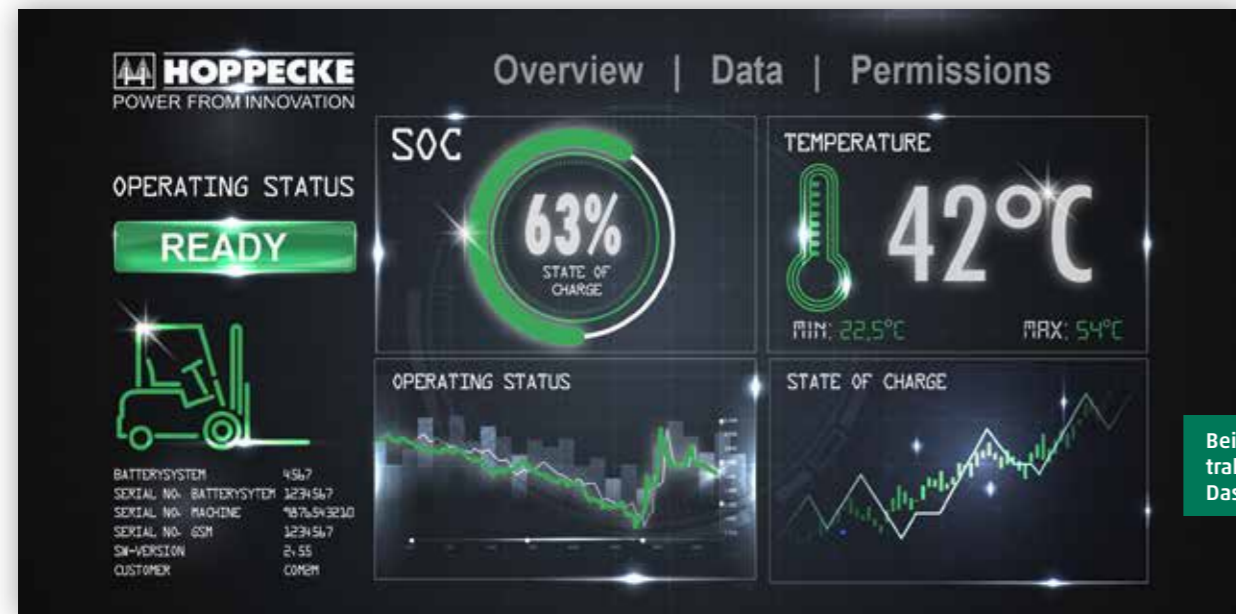 HOPPECKE
POWER FROM INNOVATION
Overview | Data | Permissions
OPERATING STATUS
READY
BATTERYSYSTEM 4567
SERIAL NO. BATTERYSYTEM 1234567
SERIAL NO. MACHINE 9876543210
SERIAL NO. GSM 1234567
SW-VERSION 2.55
CUSTOMER COM2M
SOC
63%
STATE OF
CHARGE
TEMPERATURE
42°C
MIN: 22,5°C MAX: 54°C
OPERATING STATUS
STATE OF CHARGE
Bei
Das